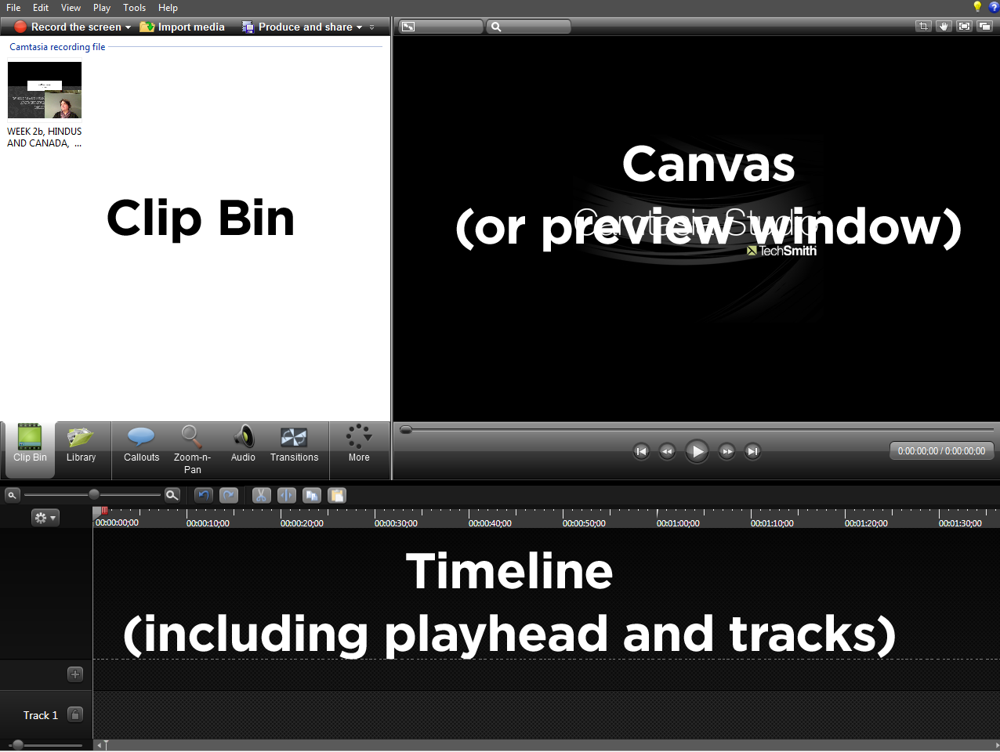 File Edit View Play Tools Help
Record the screen Import media Produce and share
Camtasia recording file
WEEK 2b, HINDUS
AND CANADA, ...
Clip Bin
Canvas
(or preview window)
Camtasia Studio
TechSmith
Clip Bin Library Callouts Zoom-n-Pan Audio Transitions More
0:00:00;00 / 0:00:00;00
00:00:00;00 00:00:10;00 00:00:20;00 00:00:30;00 00:00:40;00 00:00:50;00 00:01:00;00 00:01:10;00 00:01:20;00 00:01:30;00
Timeline
(including playhead and tracks)
Track 1